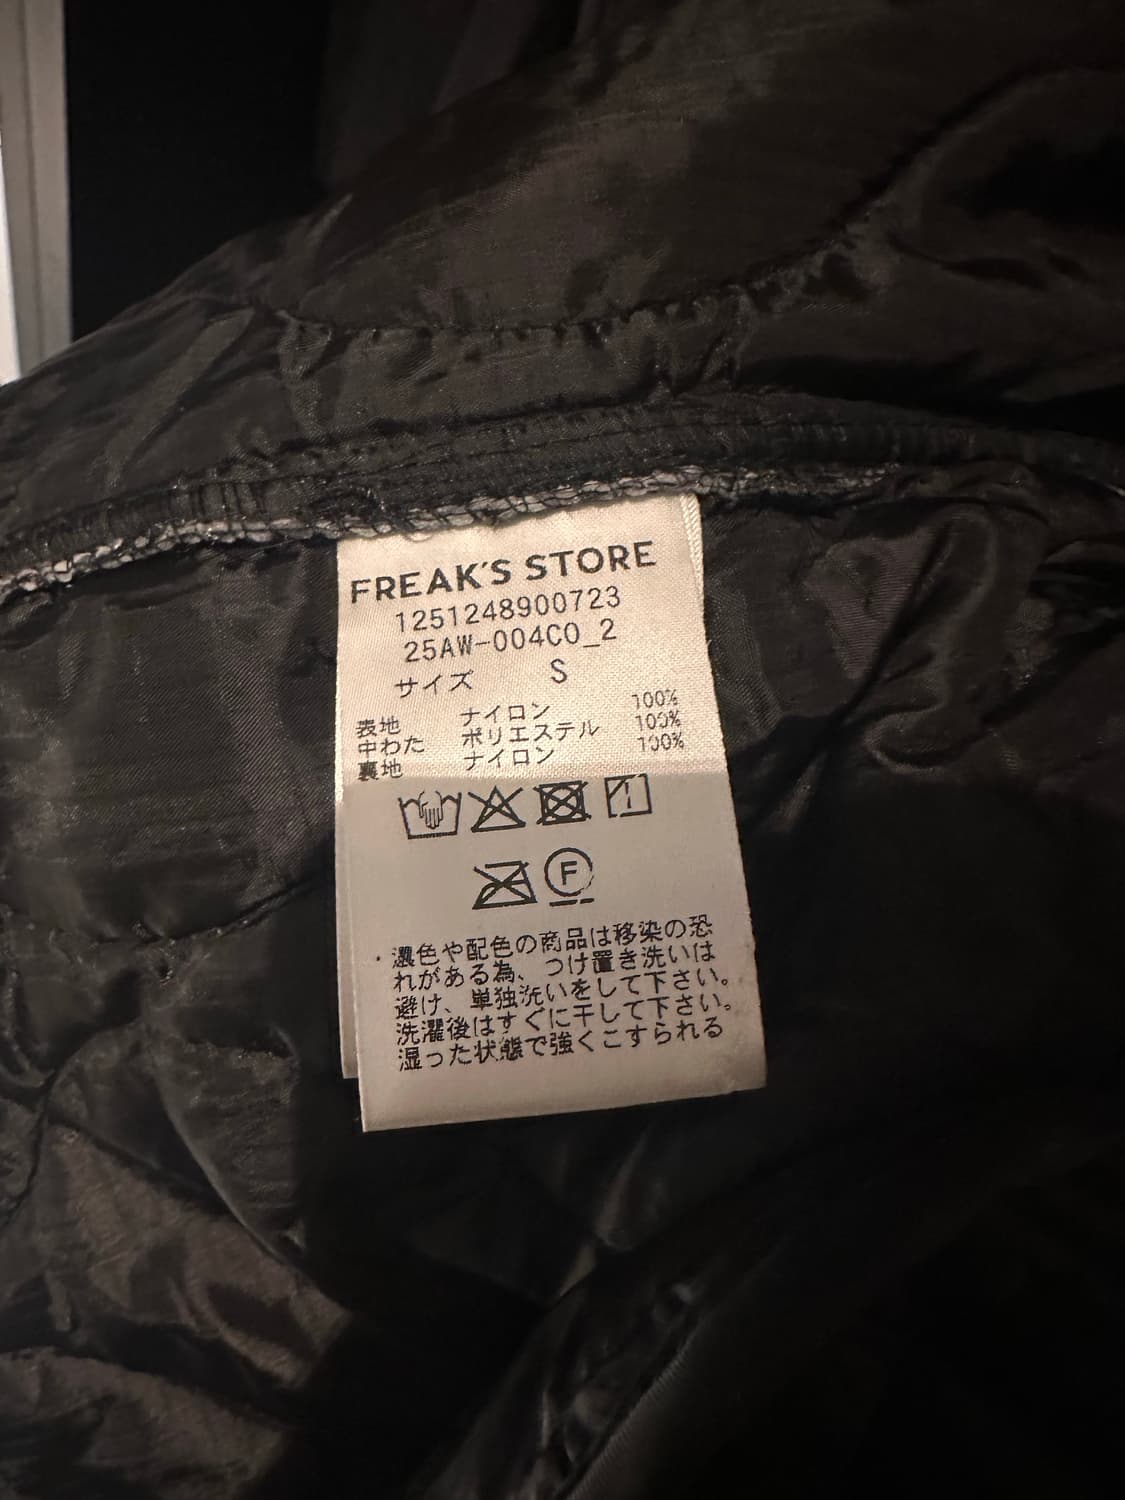 FREAK'S STORE
1251248900723
25AW-004CO_2
サイズ S
表地 ナイロン 100%
中わた ポリエステル 100%
裏地 ナイロン 100%
F
・濃色や配色の商品は移染の恐
れがある為、つけ置き洗いは
避け、単独洗いをして下さい。
洗濯後はすぐに干して下さい。
湿った状態で強くこすられる